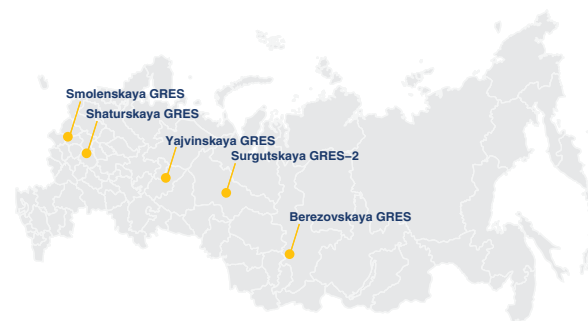 Smolenskaya GRES
Shaturskaya GRES
Yajvinskaya GRES
Surgutskaya GRES–2
Berezovskaya GRES